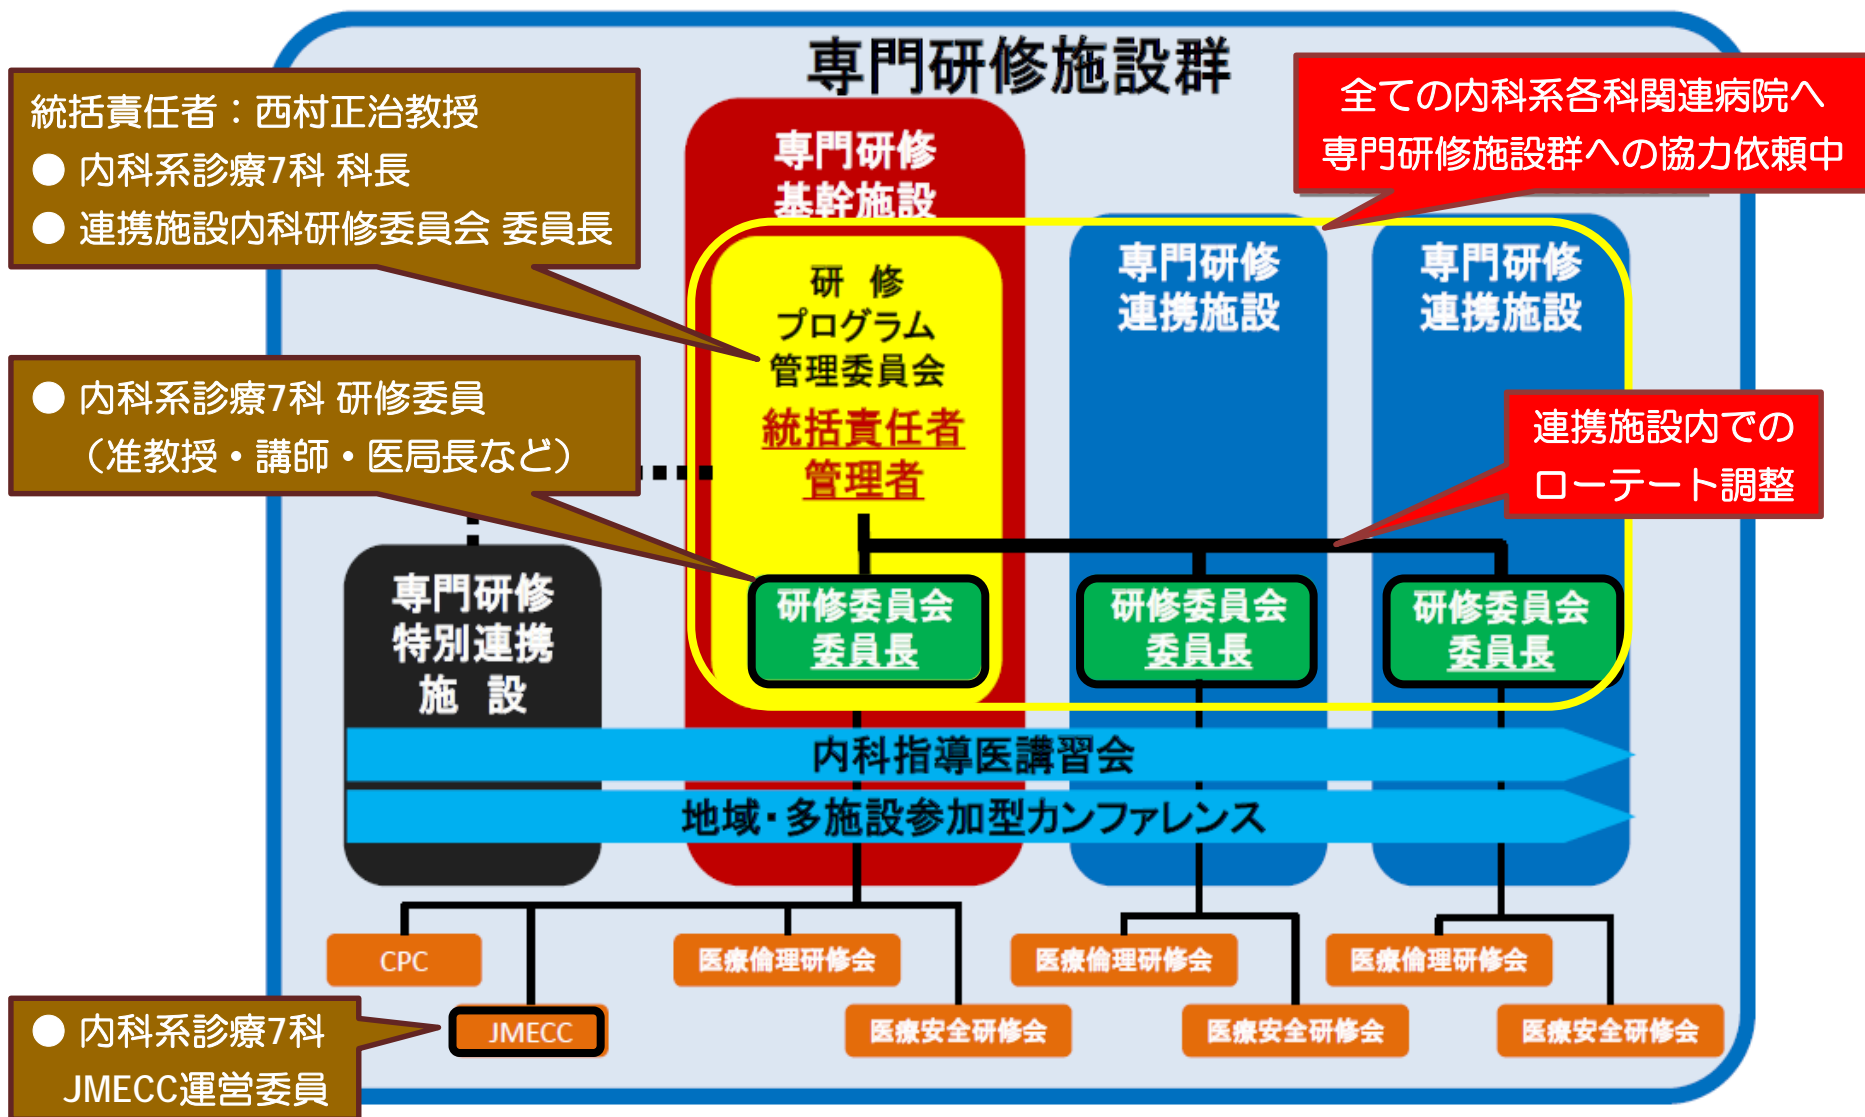 専門研修施設群
統括責任者：西村正治教授
● 内科系診療7科 科長
● 連携施設内科研修委員会 委員長
全ての内科系各科関連病院へ
専門研修施設群への協力依頼中
専門研修
基幹施設
研 修
プログラム
管理委員会
統括責任者
管理者
専門研修
連携施設
専門研修
連携施設
● 内科系診療7科 研修委員
（准教授・講師・医局長など）
連携施設内での
ローテート調整
専門研修
特別連携
施 設
研修委員会
委員長
研修委員会
委員長
研修委員会
委員長
内科指導医講習会
地域・多施設参加型カンファレンス
CPC
医療倫理研修会
医療倫理研修会
医療倫理研修会
JMECC
医療安全研修会
医療安全研修会
医療安全研修会
● 内科系診療7科
JMECC運営委員